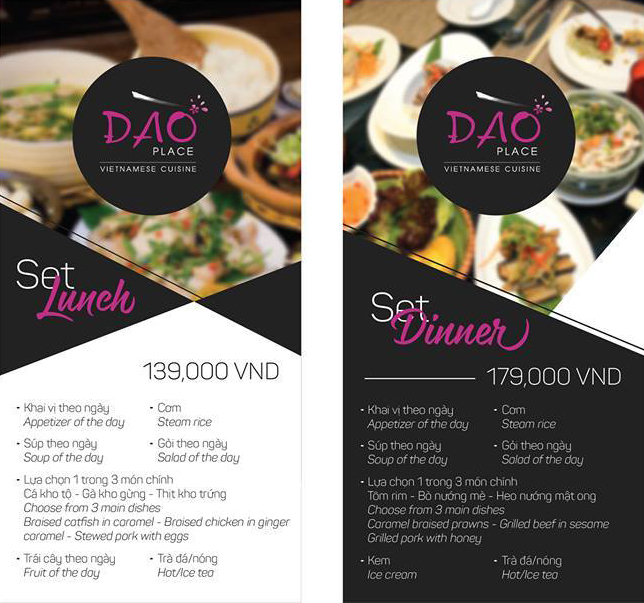 DAO
PLACE
VIETNAMESE CUISINE
Set
Lunch
139,000 VND
- Khai vị theo ngày
Appetizer of the day
- Cơm
Steam rice
- Súp theo ngày
Soup of the day
- Gỏi theo ngày
Salad of the day
- Lựa chọn 1 trong 3 món chính
Cá kho tộ - Gà kho gừng - Thịt kho trứng
Choose from 3 main dishes
Braised catfish in caramel - Braised chicken in ginger
caramel - Stewed pork with eggs
- Trái cây theo ngày
Fruit of the day
- Trà đá/nóng
Hot/Ice tea
DAO
PLACE
VIETNAMESE CUISINE
Set
Dinner
179,000 VND
- Khai vị theo ngày
Appetizer of the day
- Cơm
Steam rice
- Súp theo ngày
Soup of the day
- Gỏi theo ngày
Salad of the day
- Lựa chọn 1 trong 3 món chính
Tôm rim - Bò nướng mè - Heo nướng mật ong
Choose from 3 main dishes
Caramel braised prawns - Grilled beef in sesame
Grilled pork with honey
- Kem
Ice cream
- Trà đá/nóng
Hot/Ice tea